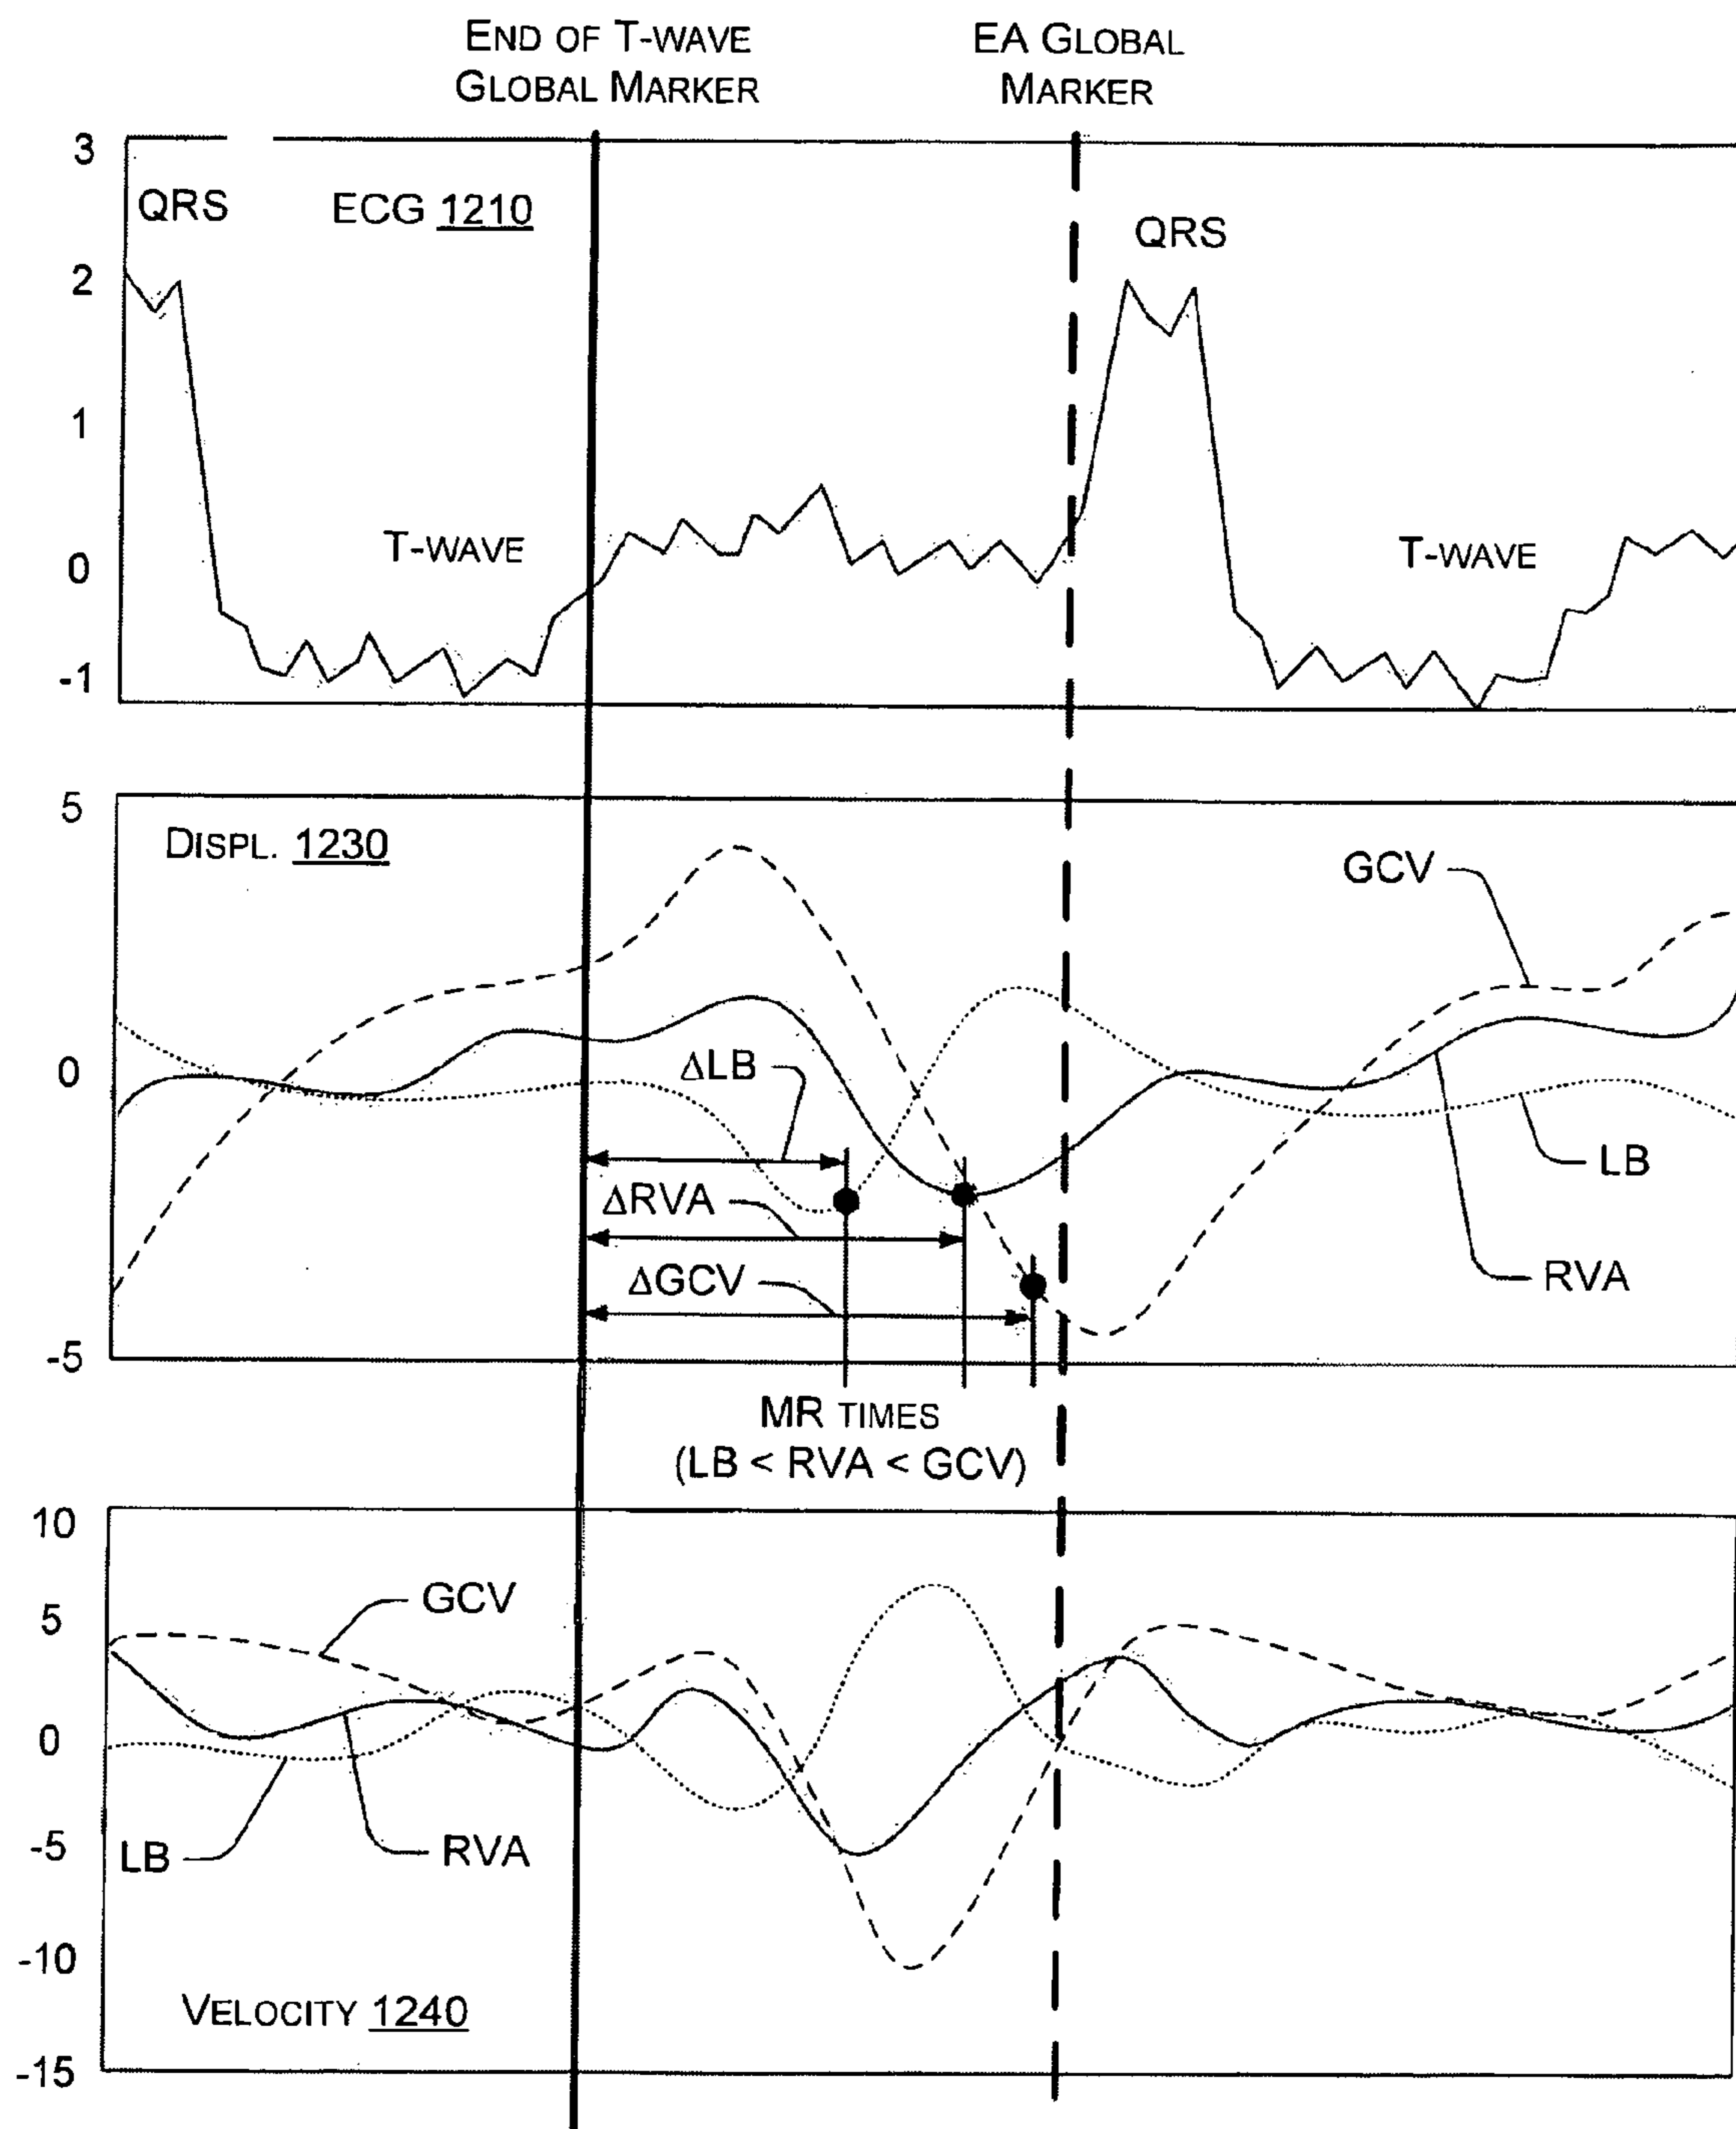 END OF T-WAVE
GLOBAL MARKER
EA GLOBAL
MARKER
3
2
1
0
-1
QRS
ECG 1210
QRS
T-WAVE
T-WAVE
5
0
-5
DISPL. 1230
GCV
ΔLB
LB
ΔRVA
RVA
ΔGCV
MR TIMES
(LB < RVA < GCV)
10
5
0
-5
-10
-15
GCV
LB
RVA
VELOCITY 1240